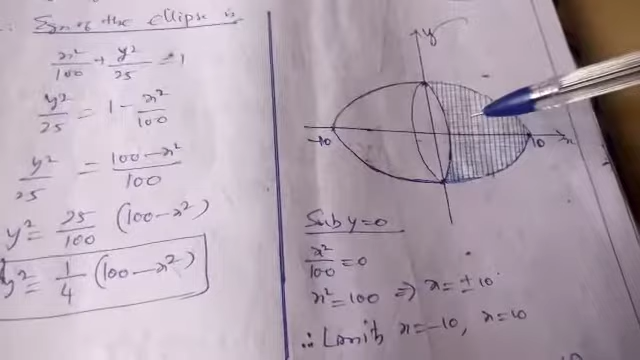 ∴ Eqn of the ellipse is
x²/100 + y²/25 = 1
y²/25 = 1 - x²/100
y²/25 = 100-x²/100
y² = 25/100 (100-x²)
y² = 1/4 (100-x²)
y
-10 10 x
Sub y=0
x²/100 = 0
x² = 100 ⇒ x = ±10
∴ Limits x=-10, x=10